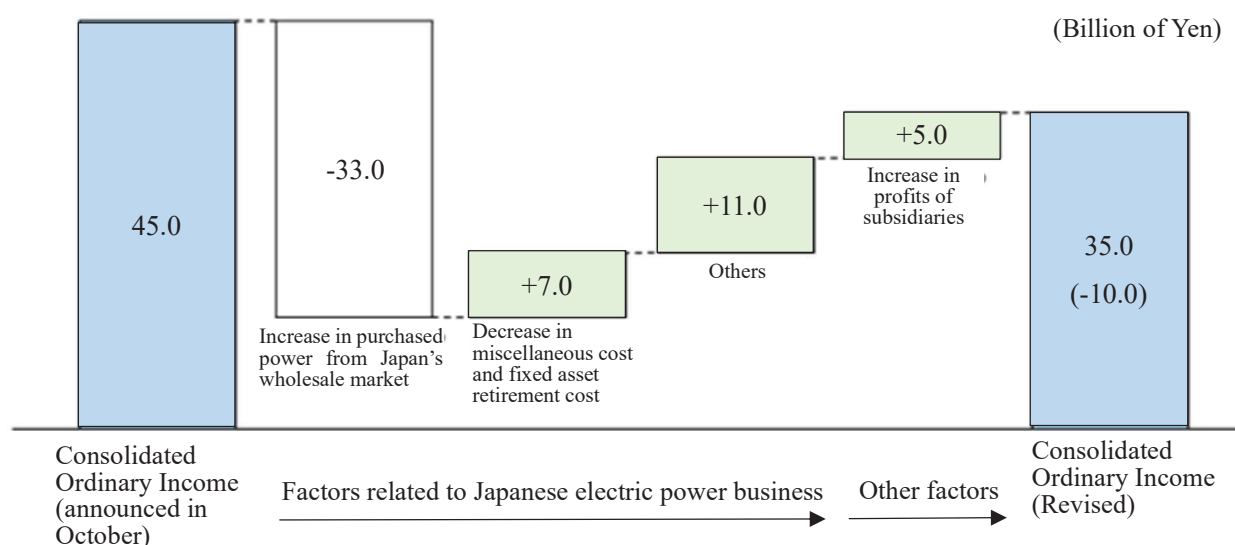 (Billion of Yen)
45.0
-33.0
Increase in purchased
power from Japan's
wholesale market
+7.0
Decrease in
miscellaneous cost
and fixed asset
retirement cost
+11.0
Others
+5.0
Increase in
profits of
subsidiaries
35.0
(-10.0)
Consolidated
Ordinary Income
(announced in
October)
Factors related to Japanese electric power business
Other factors
Consolidated
Ordinary Income
(Revised)